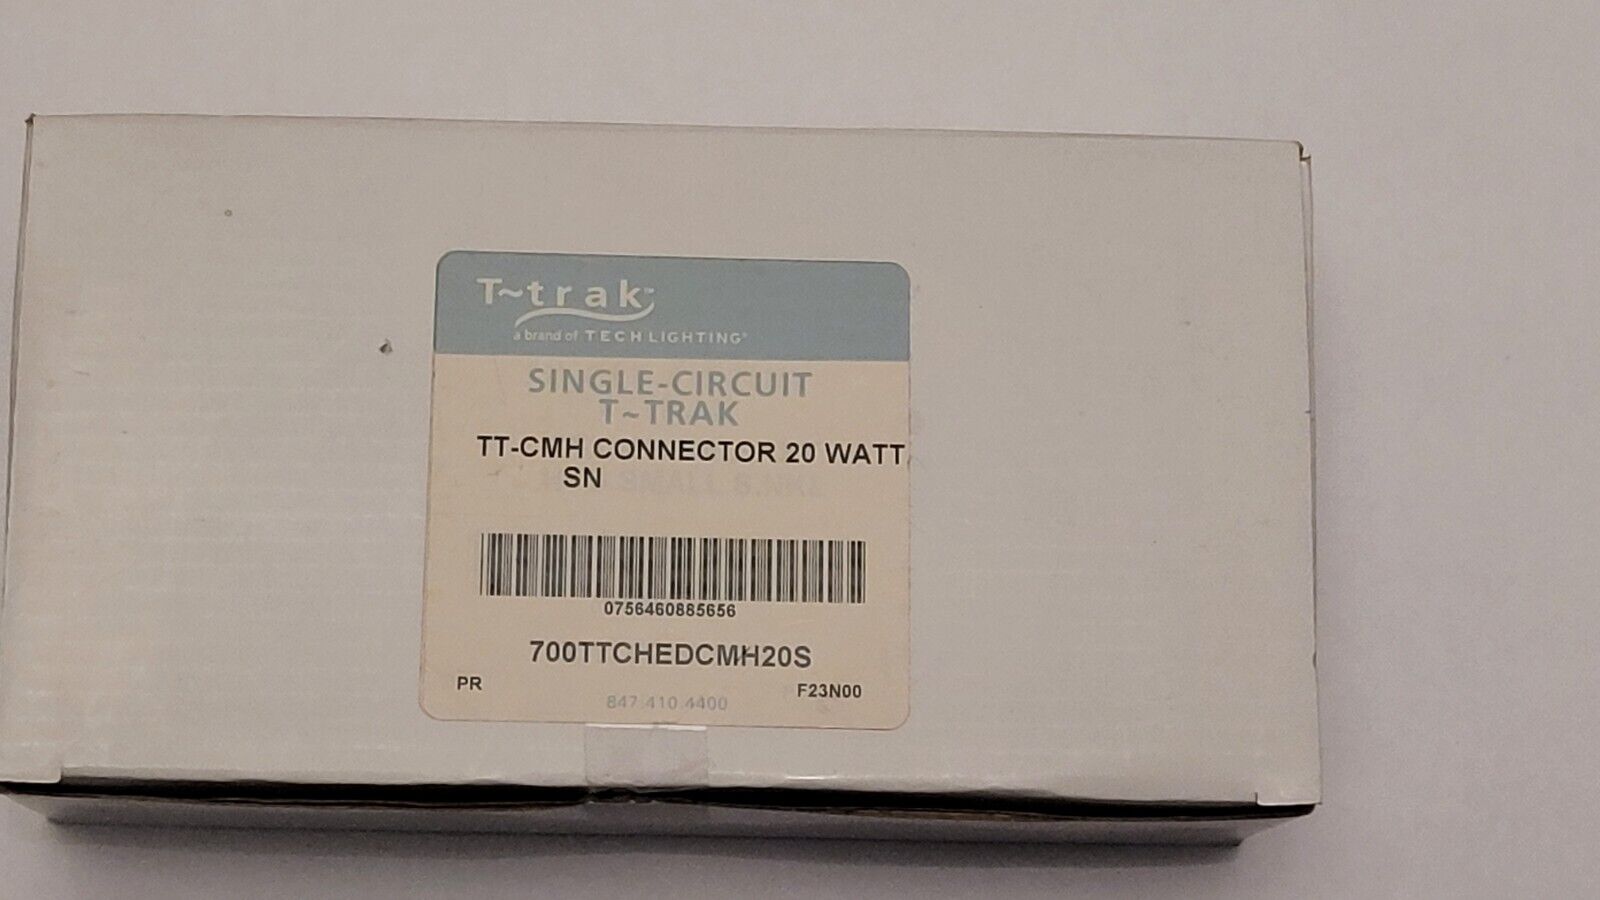 T~trak™
a brand of TECH LIGHTING®
SINGLE-CIRCUIT
T~TRAK
TT-CMH CONNECTOR 20 WATT
SN
0756460885656
700TTCHEDCMH20S
PR
F23N00
847.410.4400